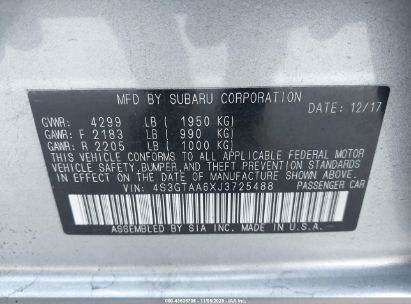 MFD BY SUBARU CORPORATION
DATE: 12/17
GVWR: 4299 LB ( 1950 KG)
GAWR: F 2183 LB ( 990 KG)
GAWR: R 2205 LB ( 1000 KG)
THIS VEHICLE CONFORMS TO ALL APPLICABLE FEDERAL MOTOR
VEHICLE SAFETY,BUMPER, AND THEFT PREVENTION STANDARDS
IN EFFECT ON THE DATE OF MANUFACTURE SHOWN ABOVE.
VIN: 4S3GTAA6XJ3725488 PASSENGER CAR
ASSEMBLED BY SIA INC. IN U.S.A.